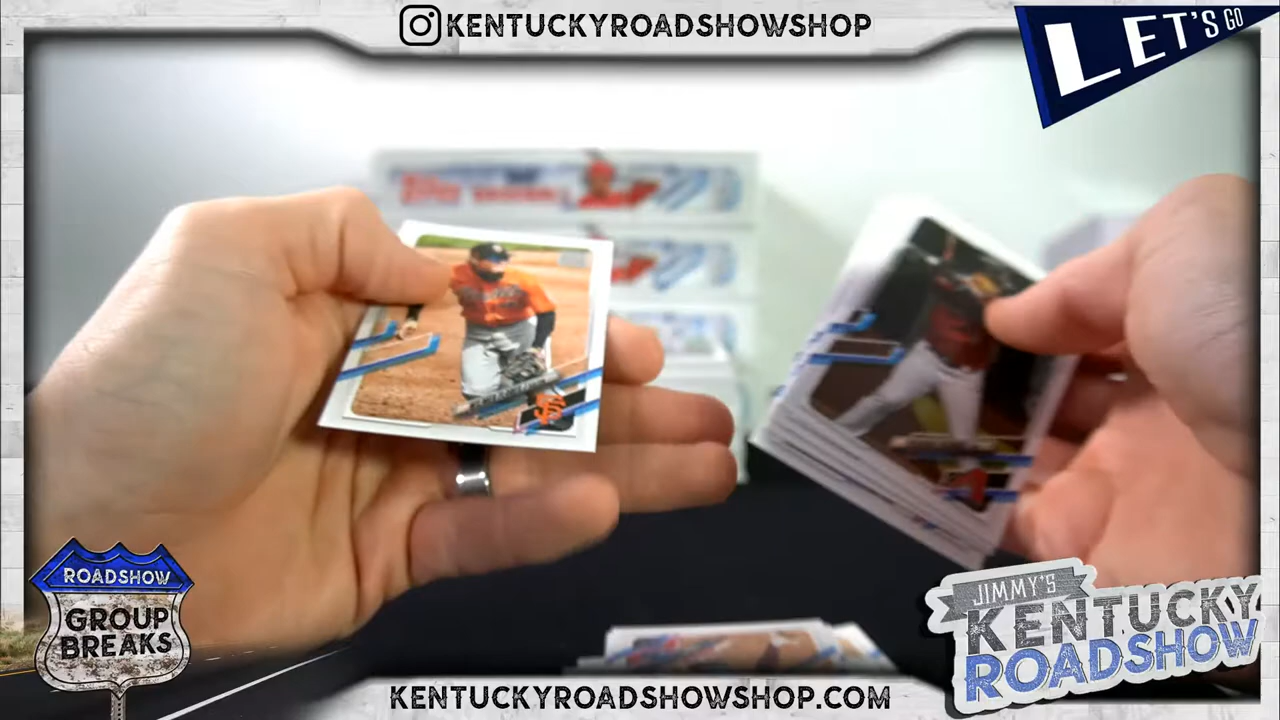 KENTUCKYROADSHOWSHOP
LET'S GO
ROADSHOW
GROUP
BREAKS
JIMMY'S
KENTUCKY
ROADSHOW
KENTUCKYROADSHOWSHOP.COM